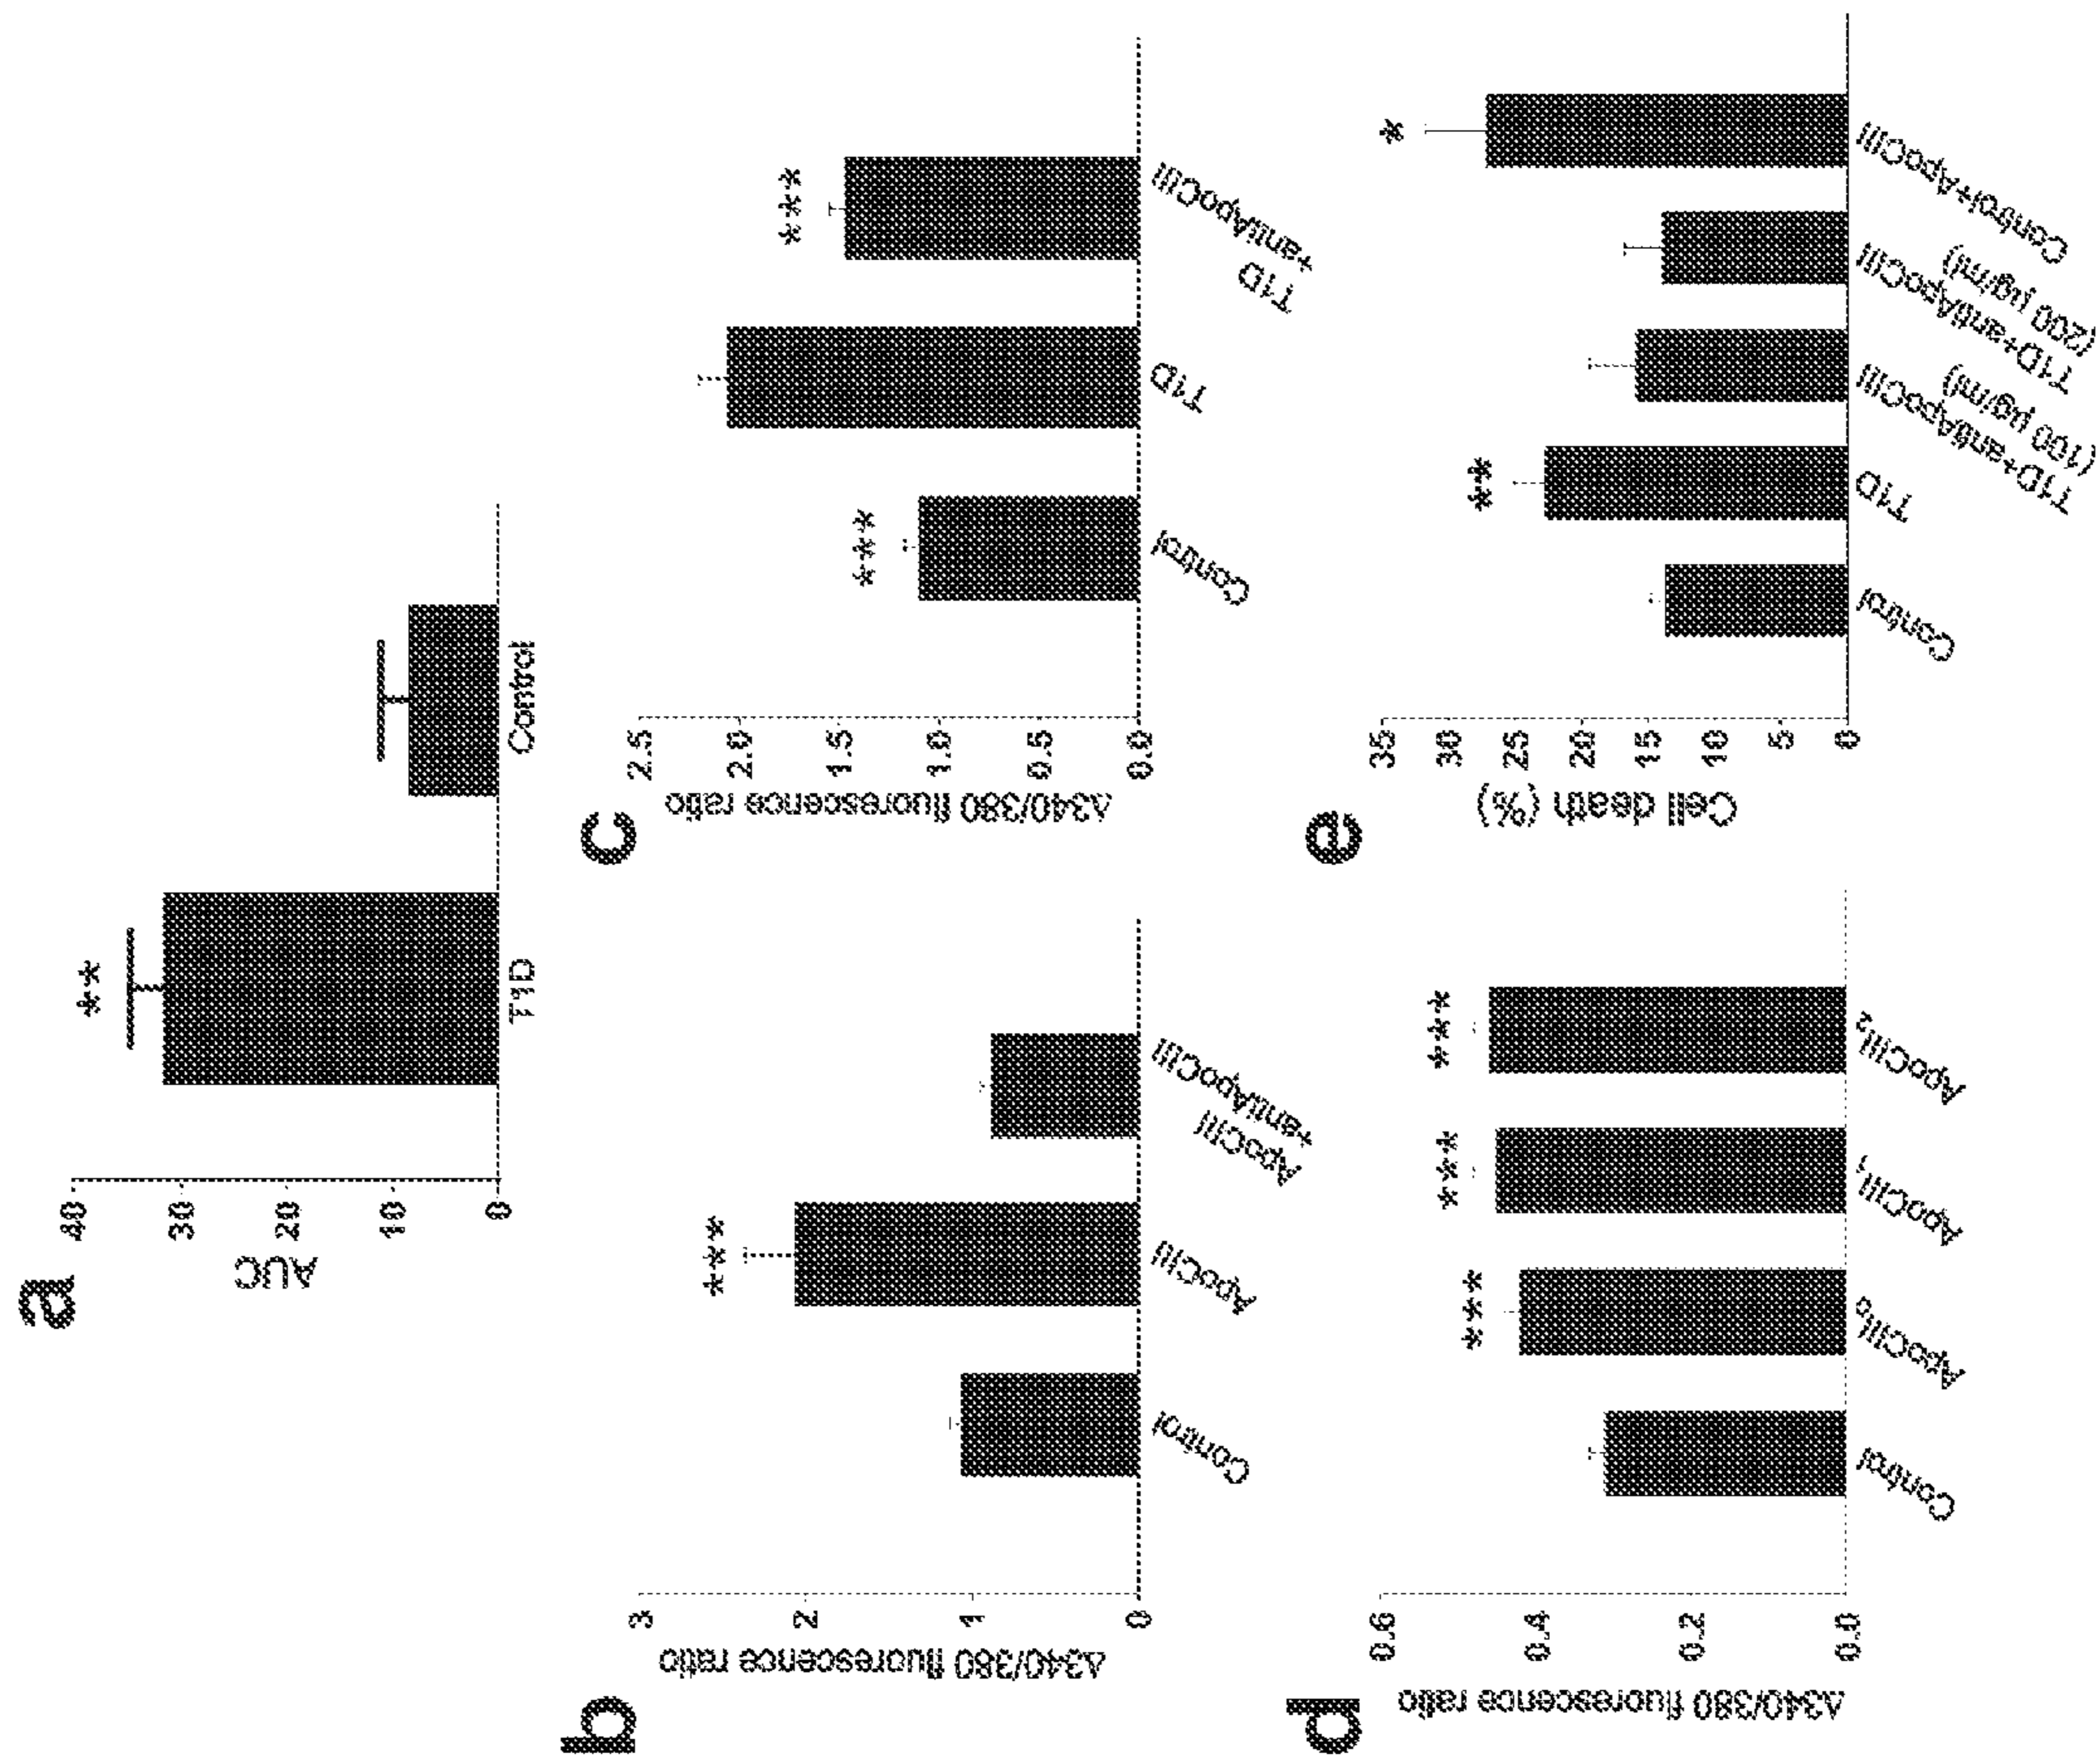 a
**
40
30
20
10
0
AUC
T1D
Control
b
***
3
2
1
0
Δ340/380 fluorescence ratio
Control
ApoCIII
ApoCIII
+antiApoCIII
c
***
***
2.5
2.0
1.5
1.0
0.5
0.0
Δ340/380 fluorescence ratio
Control
T1D
T1D
+antiApoCIII
d
***
***
***
0.6
0.4
0.2
0.0
Δ340/380 fluorescence ratio
Control
ApoCIII₀
ApoCIII₁
ApoCIII₂
e
**
*
35
30
25
20
15
10
5
0
Cell death (%)
Control
T1D
T1D+antiApoCIII
(100 µg/ml)
T1D+antiApoCIII
(200 µg/ml)
Control+ApoCIII